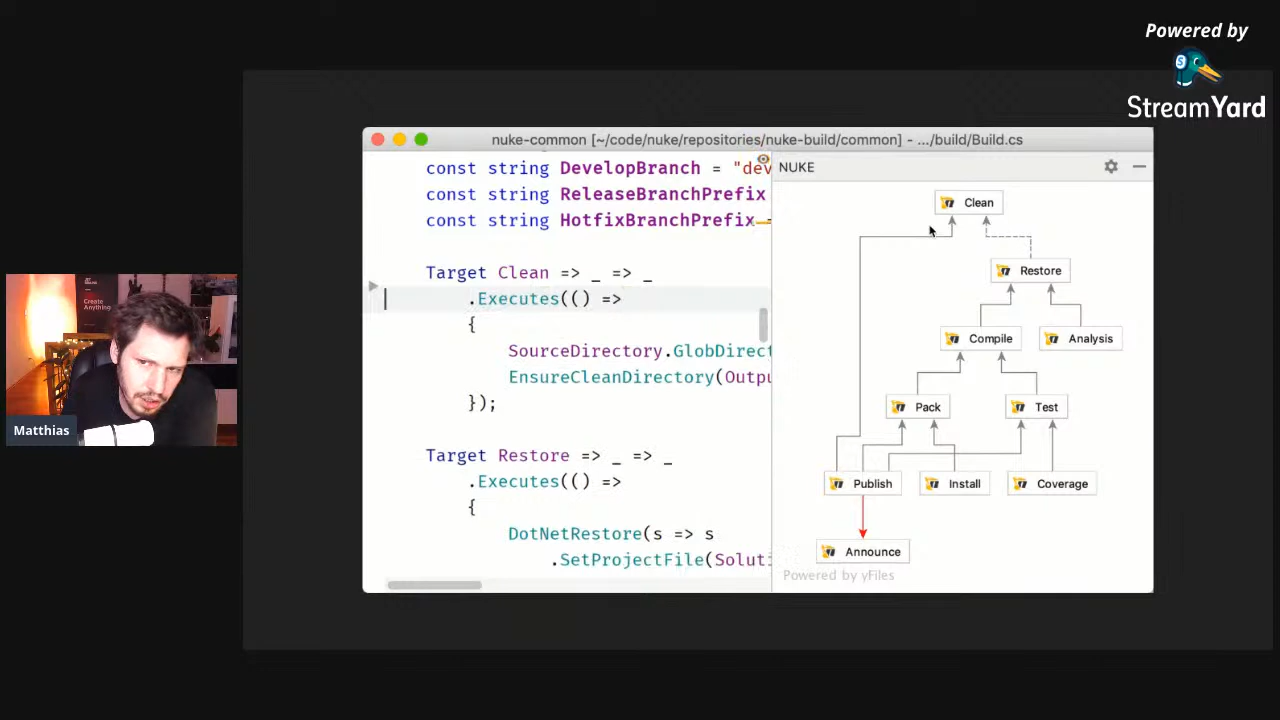 Powered by
StreamYard
nuke-common [~/code/nuke/repositories/nuke-build/common] - .../build/Build.cs
const string DevelopBranch = "dev
const string ReleaseBranchPrefix
const string HotfixBranchPrefix =
Target Clean => _ => _
.Executes(() =>
{
SourceDirectory.GlobDirect
EnsureCleanDirectory(Outpu
});
Target Restore => _ => _
.Executes(() =>
{
DotNetRestore(s => s
.SetProjectFile(Soluti
NUKE
Clean
Restore
Compile
Analysis
Pack
Test
Publish
Install
Coverage
Announce
Powered by yFiles
Create
Anything
Matthias